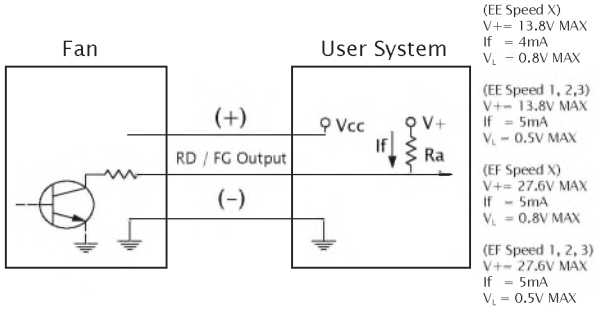 Fan
User System
(+)
Vcc
V+
If
Ra
RD / FG Output
(-)
(EE Speed X)
V+= 13.8V MAX
If = 4mA
VL - 0.8V MAX
(EE Speed 1, 2,3)
V+- 13.8V MAX
If = 5mA
VL - 0.5V MAX
(EF Speed X)
V+= 27.6V MAX
If - 5mA
VL = 0.8V MAX
(EF Speed 1, 2, 3)
V+- 27.6V MAX
If = 5mA
VL = 0.5V MAX